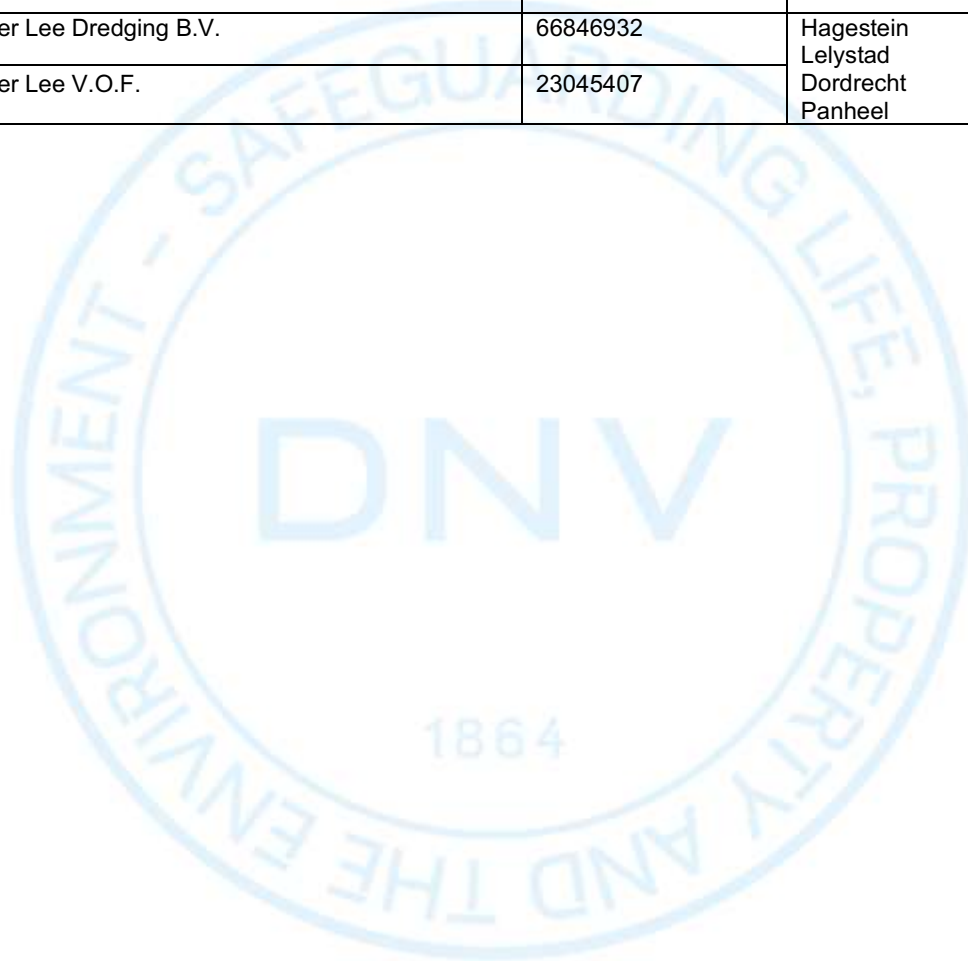 er Lee Dredging B.V. 66846932 Hagestein
Lelystad
er Lee V.O.F. 23045407 Dordrecht
Panheel
SAFEGUARDING LIFE, PROPERTY AND THE ENVIRONMENT -
DNV
1864